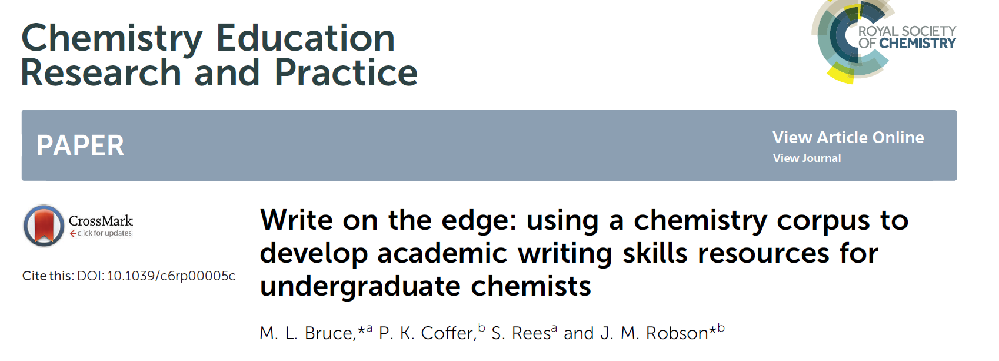 Chemistry Education
Research and Practice
ROYAL SOCIETY
OF CHEMISTRY
PAPER
View Article Online
View Journal
CrossMark
click for updates
Cite this: DOI: 10.1039/c6rp00005c
Write on the edge: using a chemistry corpus to
develop academic writing skills resources for
undergraduate chemists
M. L. Bruce,*a P. K. Coffer,b S. Reesa and J. M. Robson*b